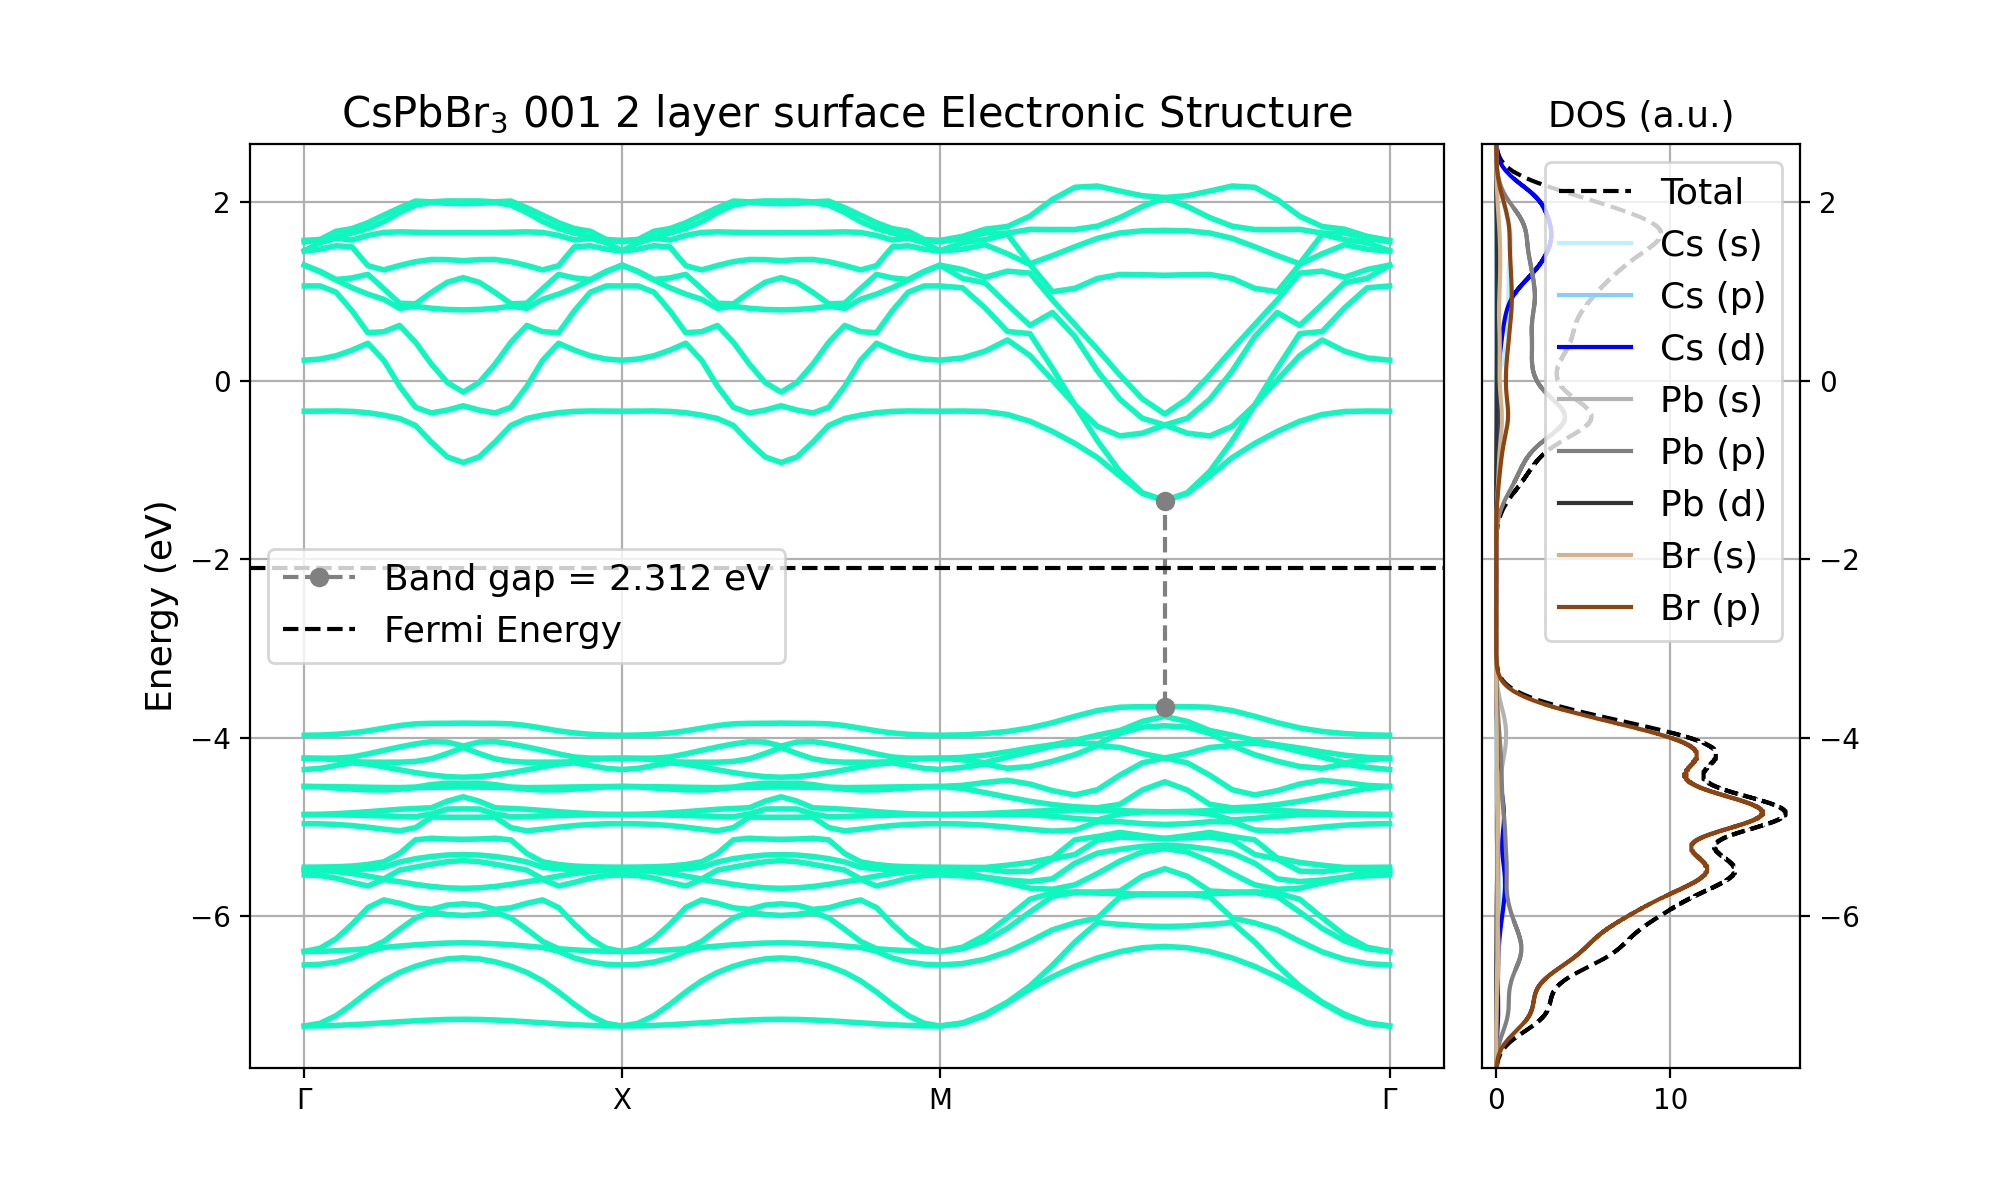 CsPbBr₃ 001 2 layer surface Electronic Structure
DOS (a.u.)
Energy (eV)
2
0
−2
−4
−6
Band gap = 2.312 eV
Fermi Energy
Γ
X
M
Γ
Total
Cs (s)
Cs (p)
Cs (d)
Pb (s)
Pb (p)
Pb (d)
Br (s)
Br (p)
2
0
−2
−4
−6
0
10